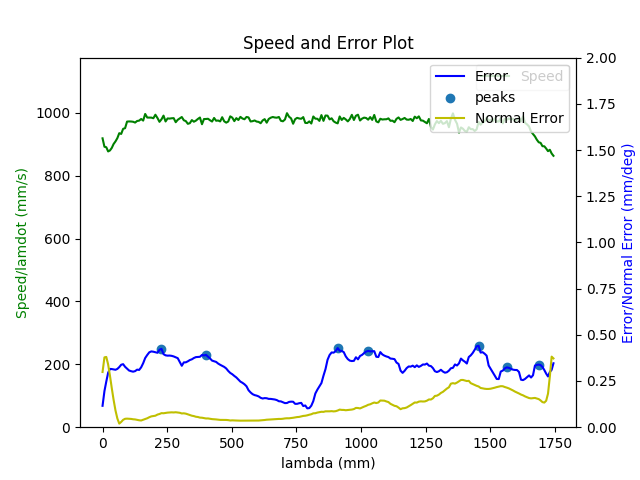 Speed and Error Plot
Speed/lamdot (mm/s)
1000
800
600
400
200
0
Error
peaks
Normal Error
Speed
2.00
1.75
1.50
1.25
1.00
0.75
0.50
0.25
0.00
Error/Normal Error (mm/deg)
0 250 500 750 1000 1250 1500 1750
lambda (mm)